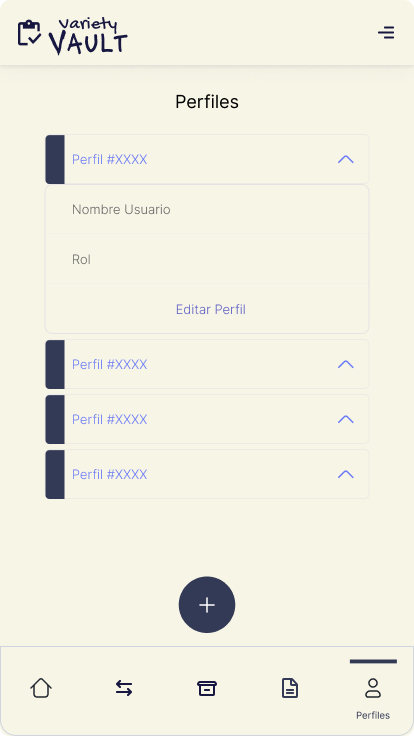 Variety
VAULT
Perfiles
Perfil #XXXX
Nombre Usuario
Rol
Editar Perfil
Perfil #XXXX
Perfil #XXXX
Perfil #XXXX
Perfiles